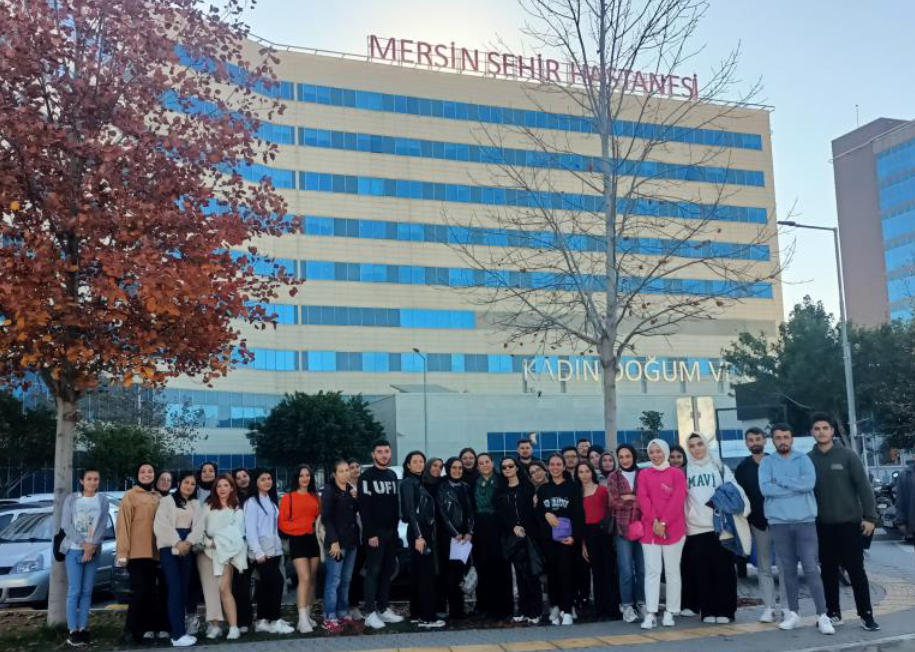 MERSİN ŞEHİR HASTANESİ
KADIN DOĞUM VE
LUFİ
MAVİ